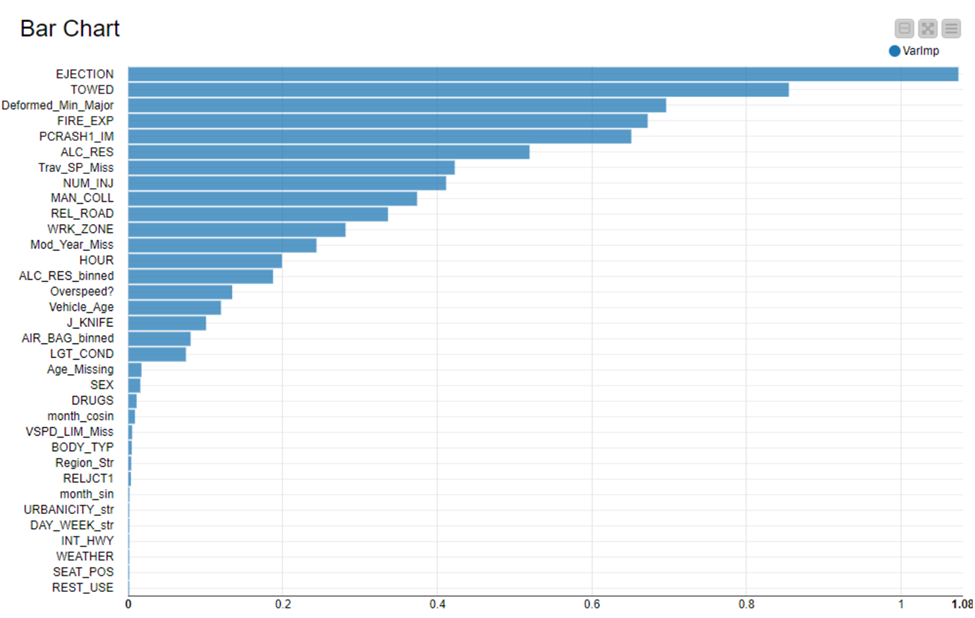 Bar Chart
VarImp
EJECTION
TOWED
Deformed_Min_Major
FIRE_EXP
PCRASH1_IM
ALC_RES
Trav_SP_Miss
NUM_INJ
MAN_COLL
REL_ROAD
WRK_ZONE
Mod_Year_Miss
HOUR
ALC_RES_binned
Overspeed?
Vehicle_Age
J_KNIFE
AIR_BAG_binned
LGT_COND
Age_Missing
SEX
DRUGS
month_cosin
VSPD_LIM_Miss
BODY_TYP
Region_Str
RELJCT1
month_sin
URBANICITY_str
DAY_WEEK_str
INT_HWY
WEATHER
SEAT_POS
REST_USE
0 0.2 0.4 0.6 0.8 1 1.08